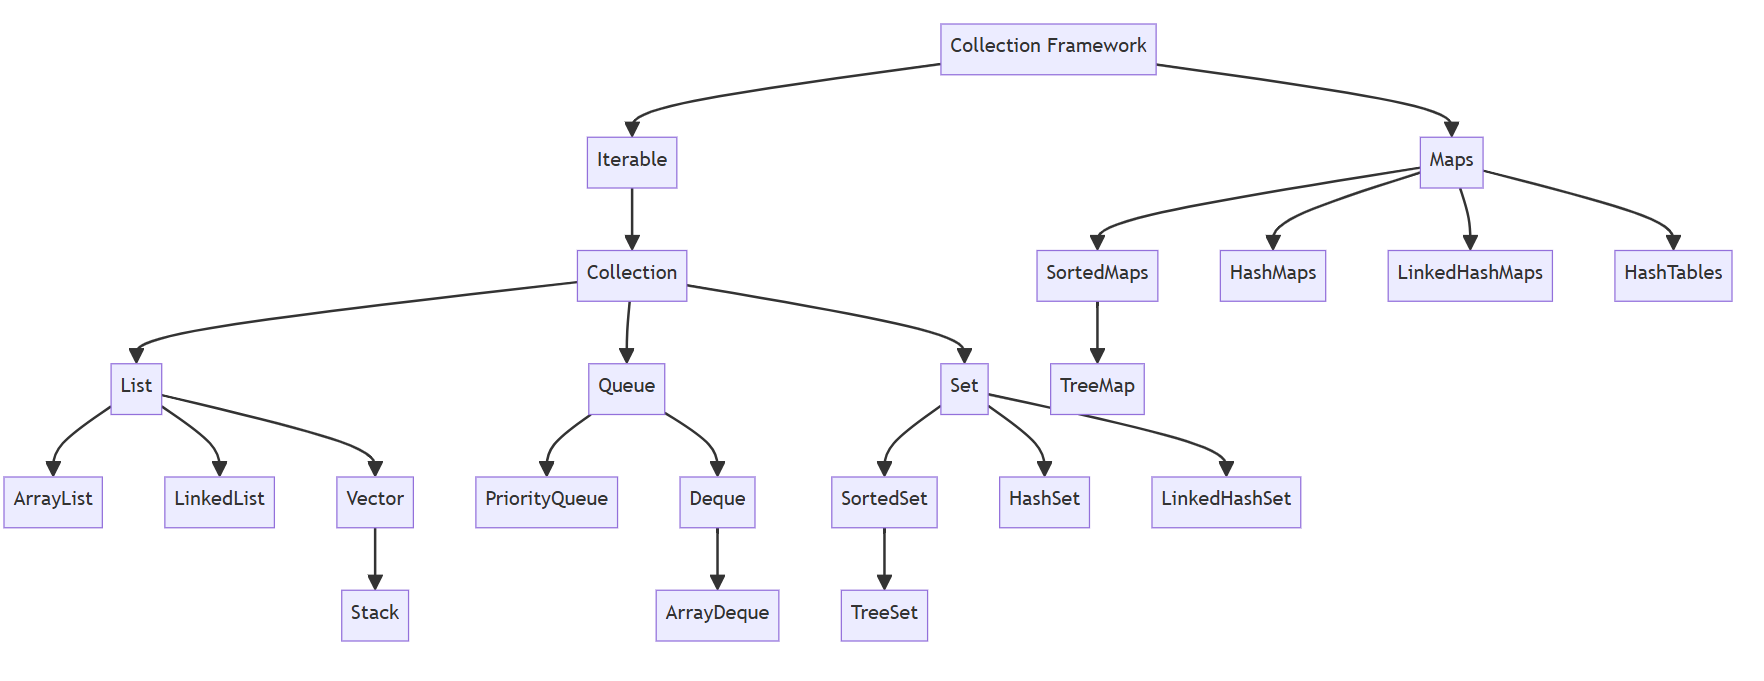 Collection Framework
Iterable
Maps
Collection
SortedMaps
HashMaps
LinkedHashMaps
HashTables
List
Queue
Set
TreeMap
ArrayList
LinkedList
Vector
PriorityQueue
Deque
SortedSet
HashSet
LinkedHashSet
Stack
ArrayDeque
TreeSet